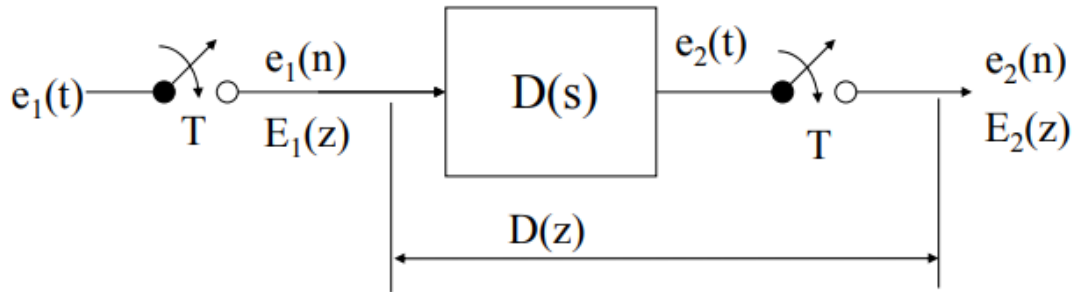 e₁(t)
T
e₁(n)
E₁(z)
D(s)
e₂(t)
T
e₂(n)
E₂(z)
D(z)